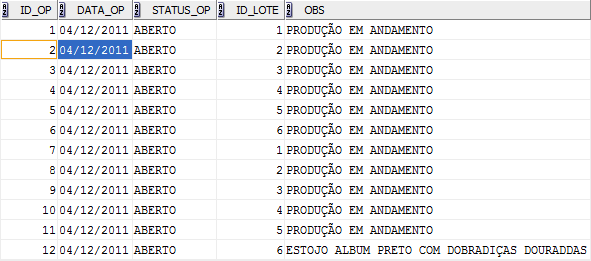 ID_OP DATA_OP STATUS_OP ID_LOTE OBS
1 04/12/2011 ABERTO 1 PRODUÇÃO EM ANDAMENTO
2 04/12/2011 ABERTO 2 PRODUÇÃO EM ANDAMENTO
3 04/12/2011 ABERTO 3 PRODUÇÃO EM ANDAMENTO
4 04/12/2011 ABERTO 4 PRODUÇÃO EM ANDAMENTO
5 04/12/2011 ABERTO 5 PRODUÇÃO EM ANDAMENTO
6 04/12/2011 ABERTO 6 PRODUÇÃO EM ANDAMENTO
7 04/12/2011 ABERTO 1 PRODUÇÃO EM ANDAMENTO
8 04/12/2011 ABERTO 2 PRODUÇÃO EM ANDAMENTO
9 04/12/2011 ABERTO 3 PRODUÇÃO EM ANDAMENTO
10 04/12/2011 ABERTO 4 PRODUÇÃO EM ANDAMENTO
11 04/12/2011 ABERTO 5 PRODUÇÃO EM ANDAMENTO
12 04/12/2011 ABERTO 6 ESTOJO ALBUM PRETO COM DOBRADIÇAS DOURADDAS